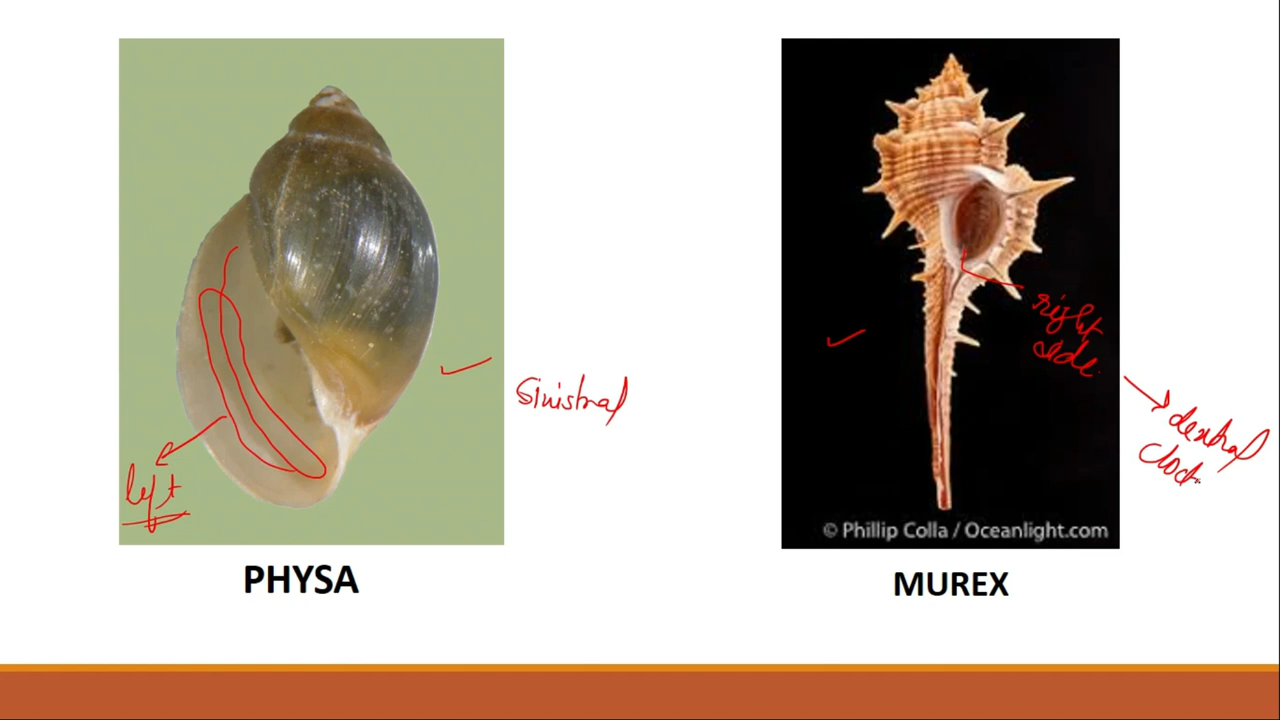 left
PHYSA
Sinistral
right
side
dextral
clock
© Phillip Colla / Oceanlight.com
MUREX